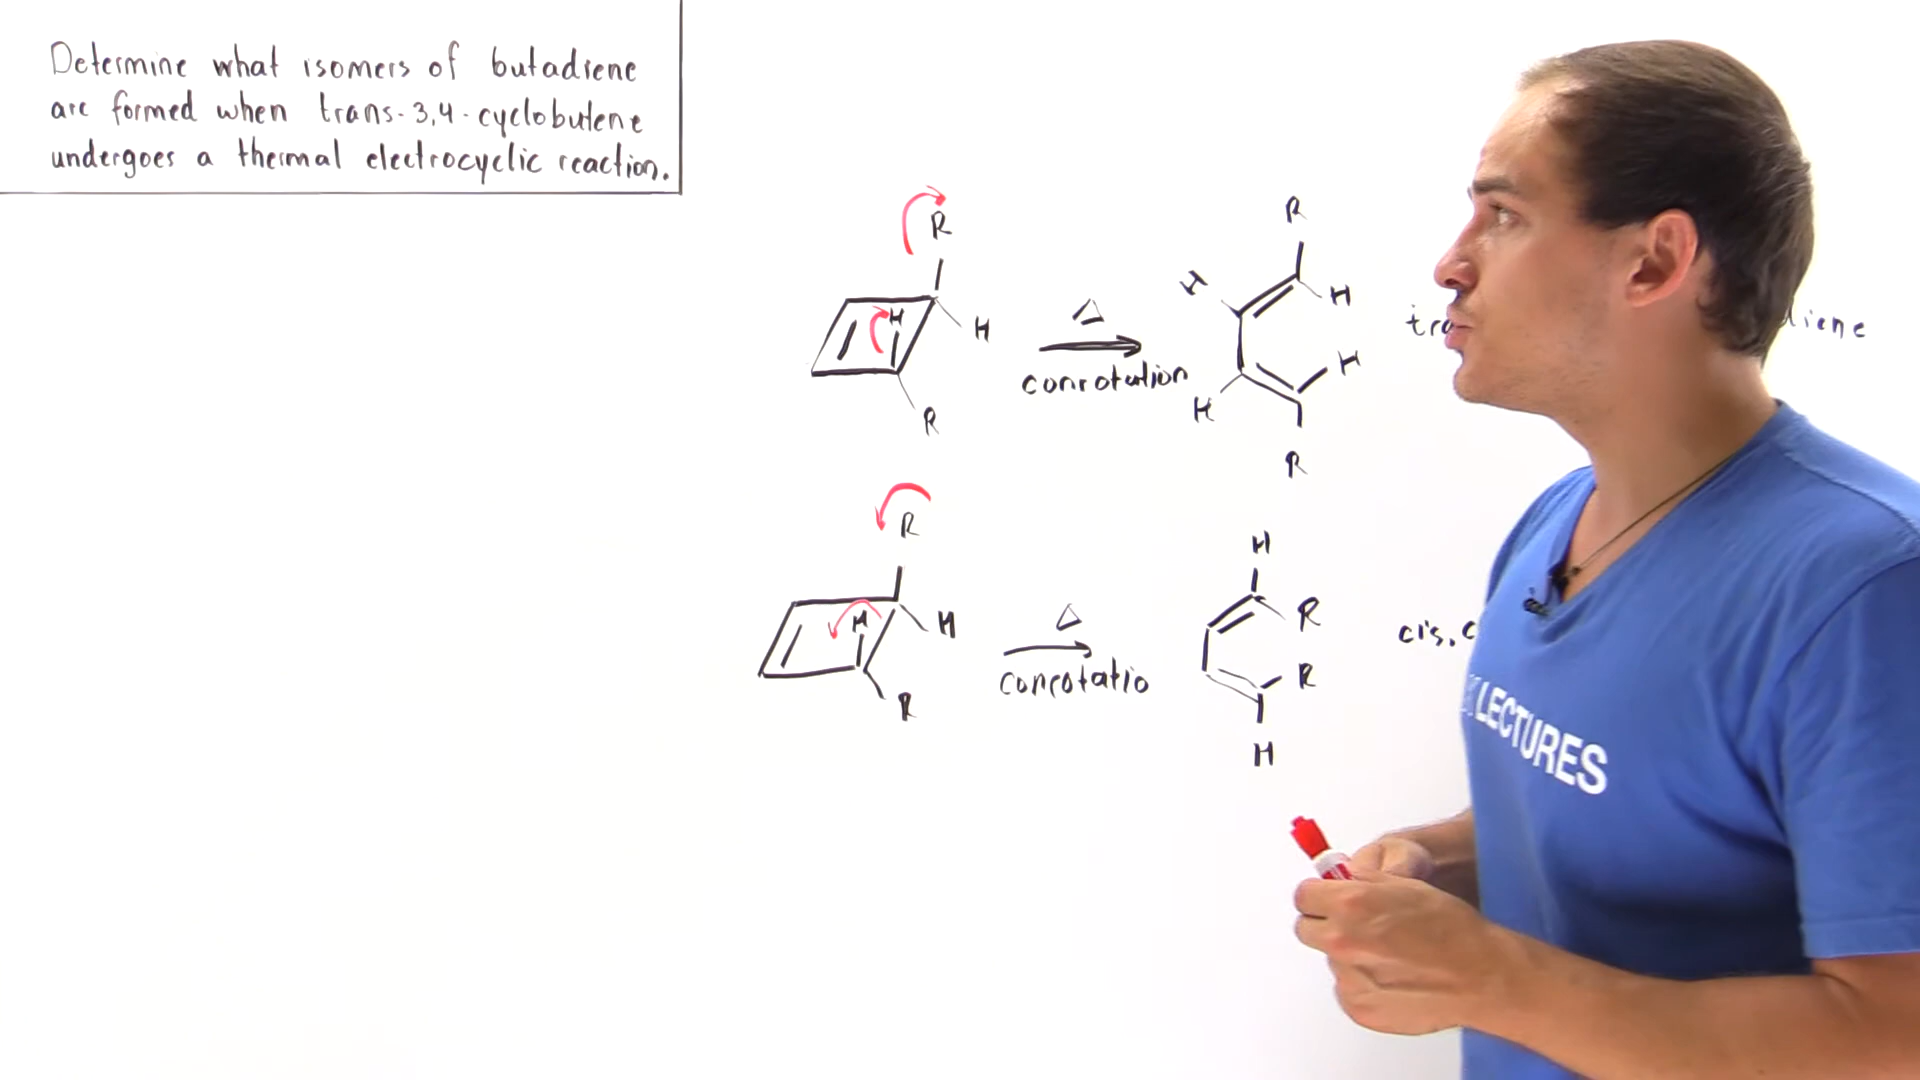 Determine what isomers of butadiene
are formed when trans-3,4-cyclobutene
undergoes a thermal electrocyclic reaction.
R
H
H
R
Δ
conrotation
R
H
H
H
H
R
R
H
H
R
Δ
conrotatio
H
R
R
H
cis.
LECTURES